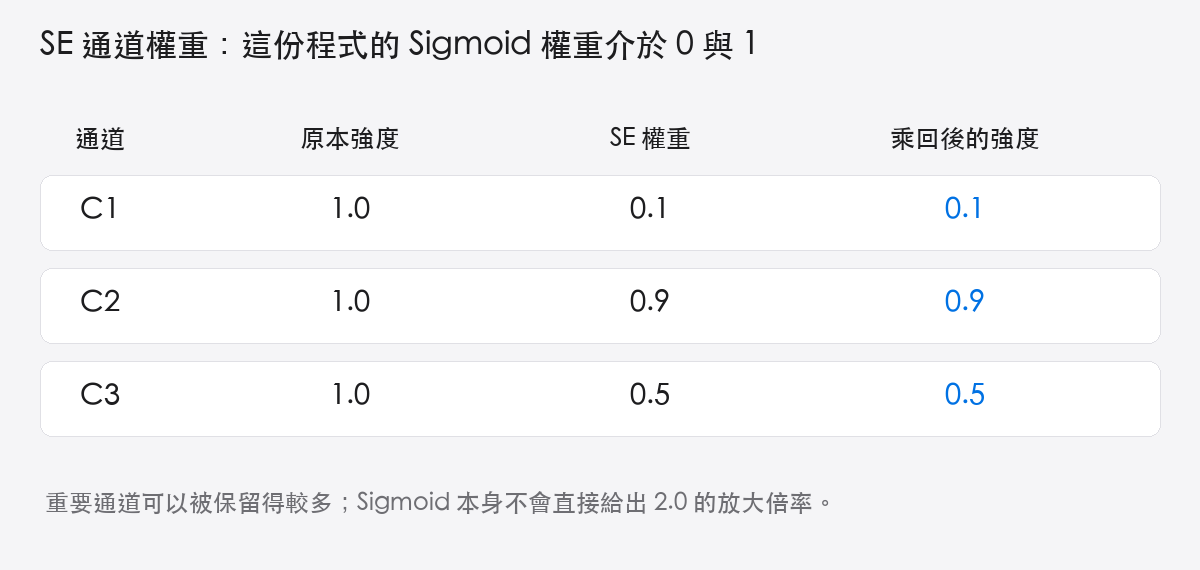 SE 通道權重：這份程式的 Sigmoid 權重介於 0 與 1
通道 原本強度 SE 權重 乘回後的強度
C1 1.0 0.1 0.1
C2 1.0 0.9 0.9
C3 1.0 0.5 0.5
重要通道可以被保留得較多；Sigmoid 本身不會直接給出 2.0 的放大倍率。